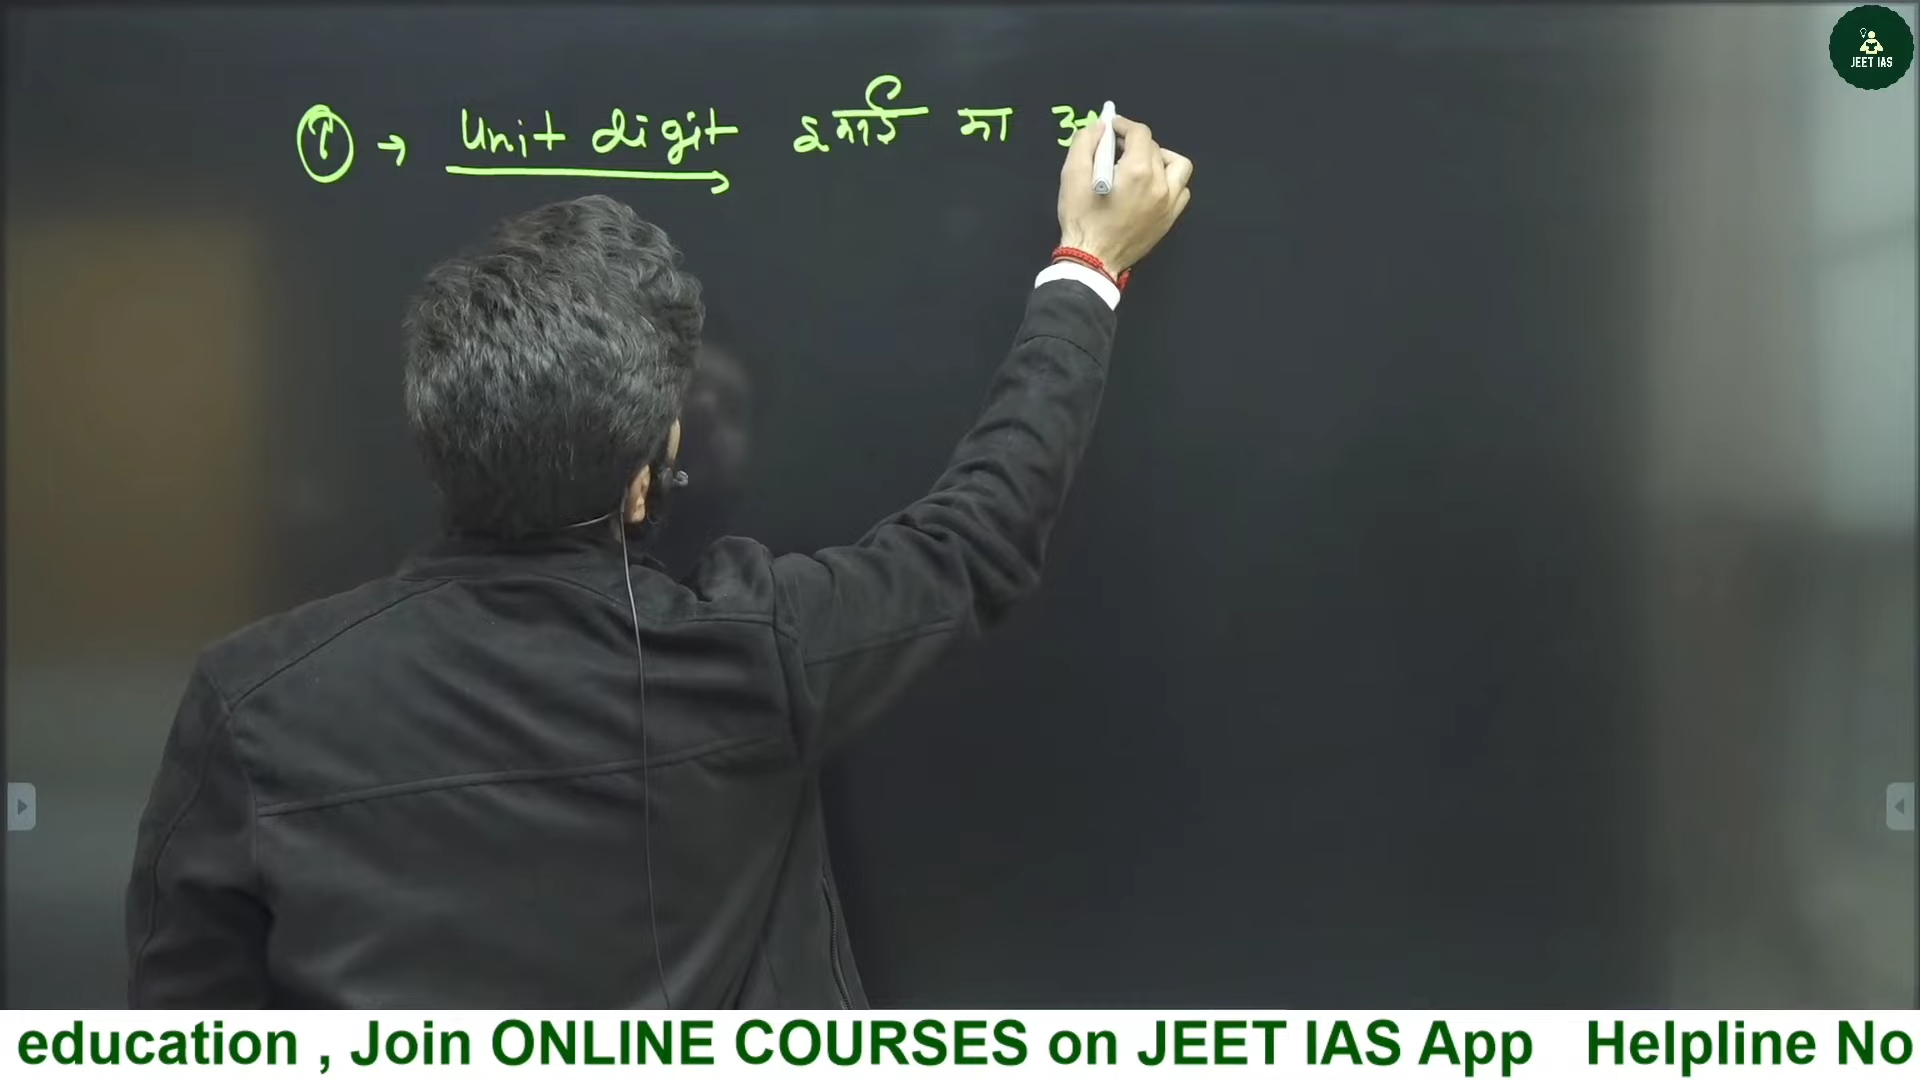 JEET IAS
① → Unit digit इकाई का
education , Join ONLINE COURSES on JEET IAS App Helpline No